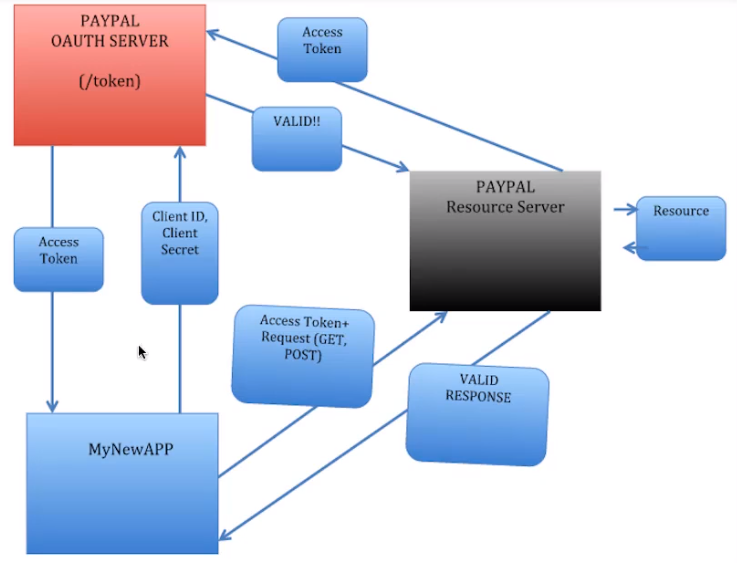 PAYPAL
OAUTH SERVER
(/token)
Access
Token
VALID!!
PAYPAL
Resource Server
Resource
Client ID,
Client
Secret
Access
Token
Access Token+
Request (GET,
POST)
VALID
RESPONSE
MyNewAPP